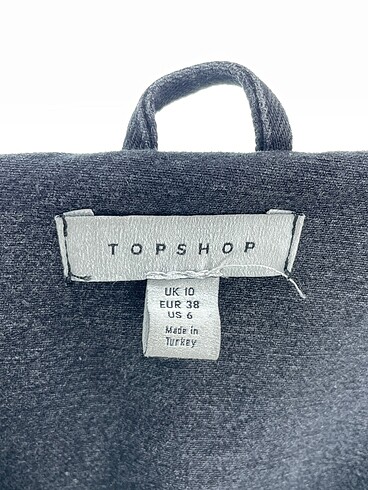 TOPSHOP
UK 10
EUR 38
US 6
Made in
Turkey